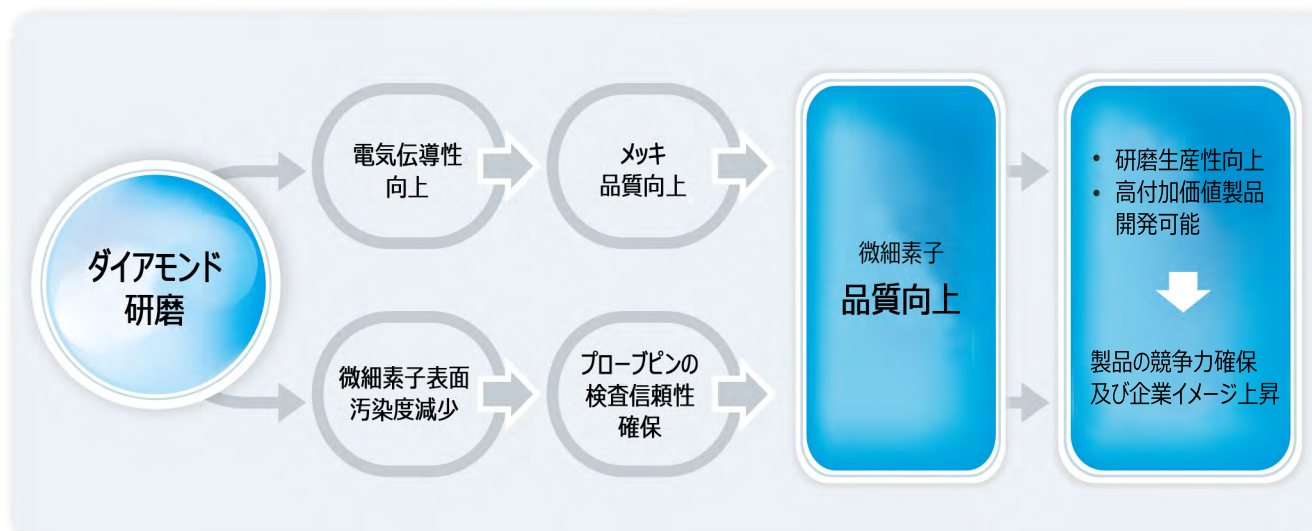 ダイアモンド
研磨
電気伝導性
向上
メッキ
品質向上
微細素子表面
汚染度減少
プローブピンの
検査信頼性
確保
微細素子
品質向上
• 研磨生産性向上
• 高付加価値製品
開発可能
製品の競争力確保
及び企業イメージ上昇